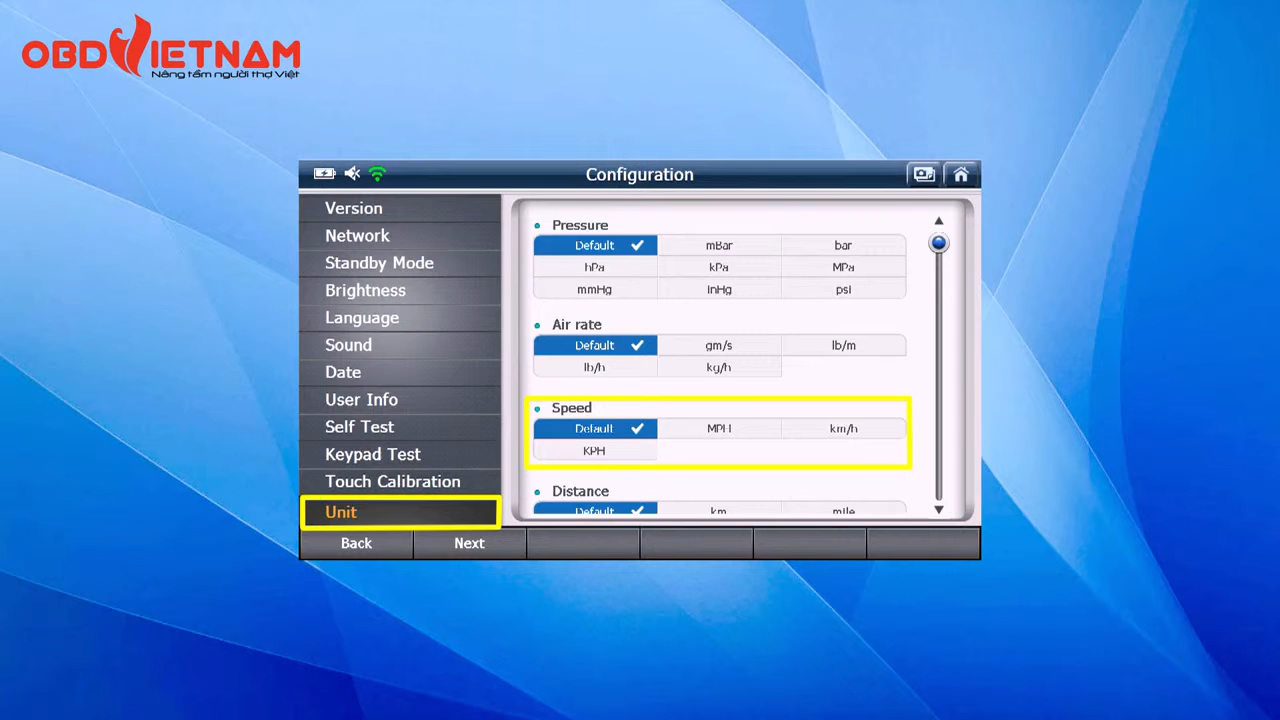 OBD VIETNAM
Nâng tầm người thợ Việt
Configuration
Version
Network
Standby Mode
Brightness
Language
Sound
Date
User Info
Self Test
Keypad Test
Touch Calibration
Unit
Pressure
Default mBar bar
hPa kPa MPa
mmHg InHg psi
Air rate
Default gm/s lb/m
lb/h kg/h
Speed
Default MPH km/h
KPH
Distance
Default km mile
Back Next